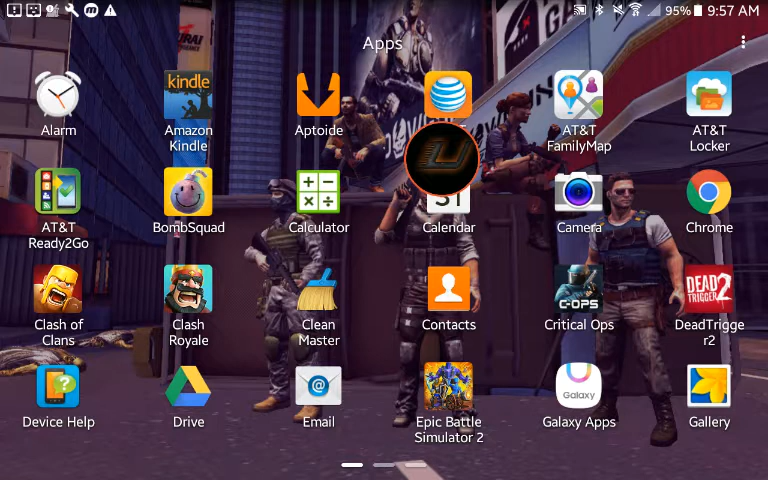 95% 9:57 AM
Apps
kindle
Alarm
Amazon
Kindle
Aptoide
AT&T
FamilyMap
AT&T
Locker
31
AT&T
Ready2Go
BombSquad
Calculator
Calendar
Camera
Chrome
C-OPS
DEAD
TRIGGER
2
Clash of
Clans
Clash
Royale
Clean
Master
Contacts
Critical Ops
DeadTrigge
r2
Galaxy
Device Help
Drive
Email
Epic Battle
Simulator 2
Galaxy Apps
Gallery